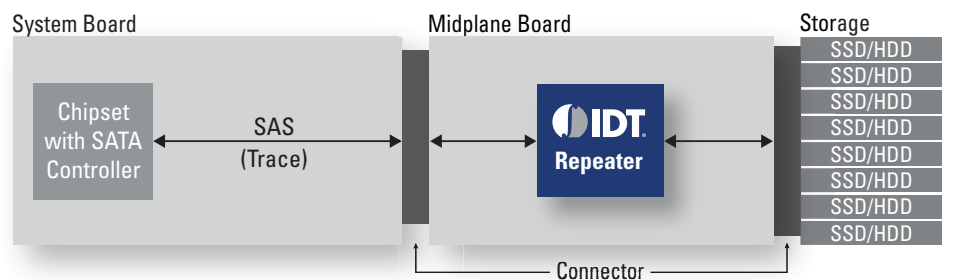 System Board
Midplane Board
Storage
Chipset
with SATA
Controller
SAS
(Trace)
IDT.
Repeater
SSD/HDD
SSD/HDD
SSD/HDD
SSD/HDD
SSD/HDD
SSD/HDD
SSD/HDD
SSD/HDD
Connector